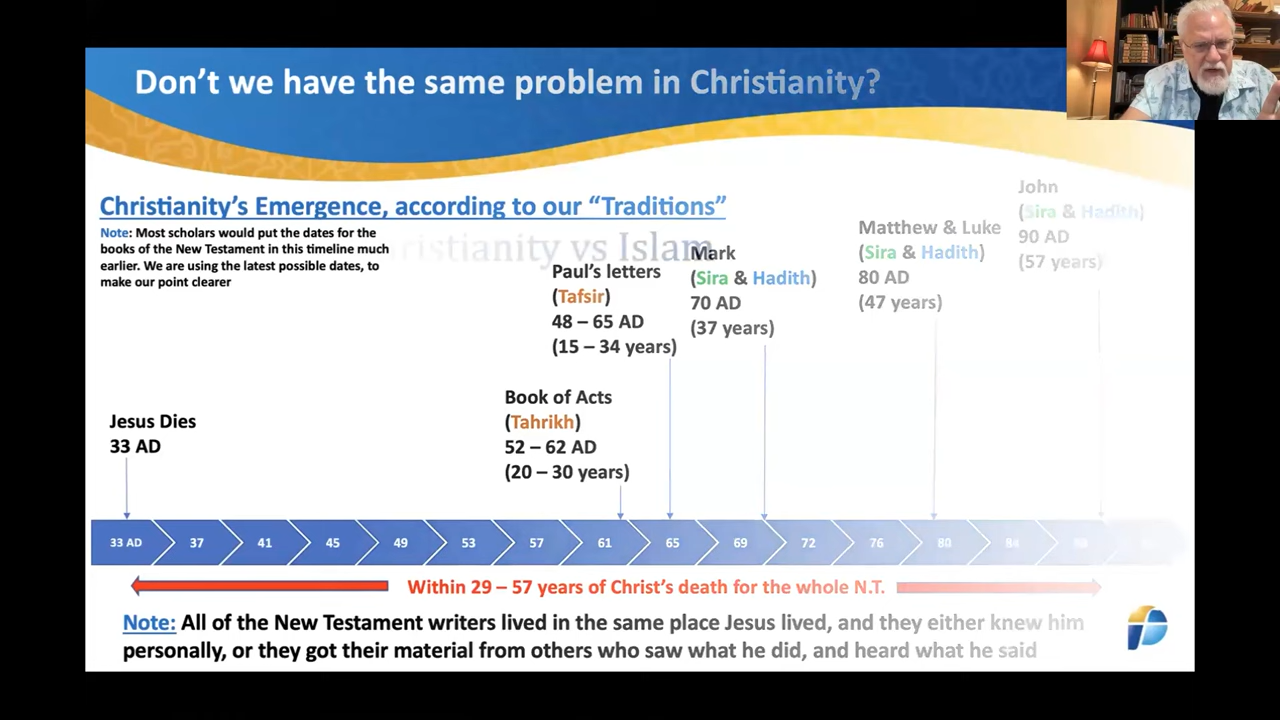 Don't we have the same problem in Christianity?
Christianity's Emergence, according to our “Traditions”
Note: Most scholars would put the dates for the
books of the New Testament in this timeline much
earlier. We are using the latest possible dates, to
make our point clearer
ristianity vs Islam
Jesus Dies
33 AD
Book of Acts
(Tahrikh)
52 – 62 AD
(20 – 30 years)
Paul's letters
(Tafsir)
48 – 65 AD
(15 – 34 years)
Mark
(Sira & Hadith)
70 AD
(37 years)
Matthew & Luke
(Sira & Hadith)
80 AD
(47 years)
John
(Sira & Hadith)
90 AD
(57 years)
33 AD 37 41 45 49 53 57 61 65 69 72 76 80 84 88
Within 29 – 57 years of Christ's death for the whole N.T.
Note: All of the New Testament writers lived in the same place Jesus lived, and they either knew him
personally, or they got their material from others who saw what he did, and heard what he said